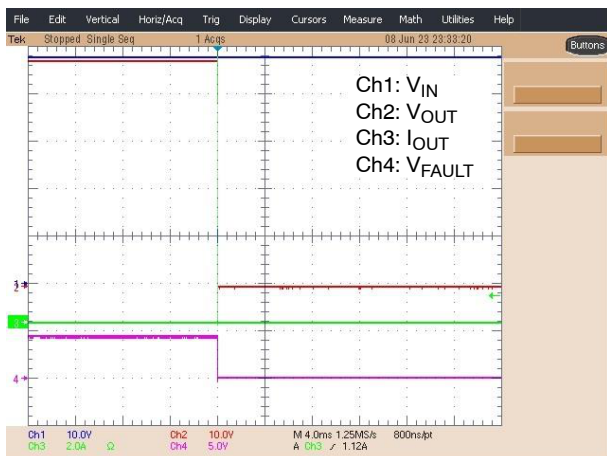 File Edit Vertical Horiz/Acq Trig Display Cursors Measure Math Utilities Help
Tek Stopped Single Seq 1 Acqs 08 Jun 23 23:33:20
Buttons
Ch1: VIN
Ch2: VOUT
Ch3: IOUT
Ch4: VFAULT
3
4
Ch1 10.0V Ch2 10.0V M 4.0ms 1.25MS/s 800ns/pt
Ch3 2.0A Ω Ch4 5.0V A Ch3 ∕ 1.12A